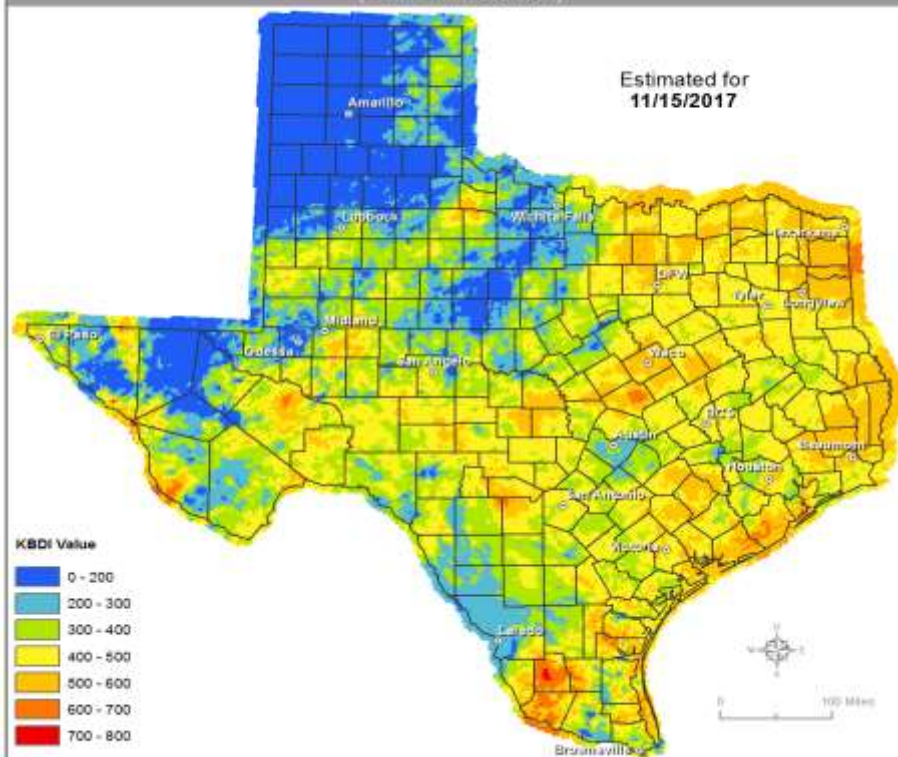 Estimated for
11/15/2017
Amarillo
Lubbock
Wichita Falls
Texarkana
DFW
Tyler
Longview
El Paso
Midland
Odessa
San Angelo
Waco
BCS
Austin
Beaumont
Houston
San Antonio
Victoria
Laredo
Brownsville
KBDI Value
0 - 200
200 - 300
300 - 400
400 - 500
500 - 600
600 - 700
700 - 800
0
100 Miles